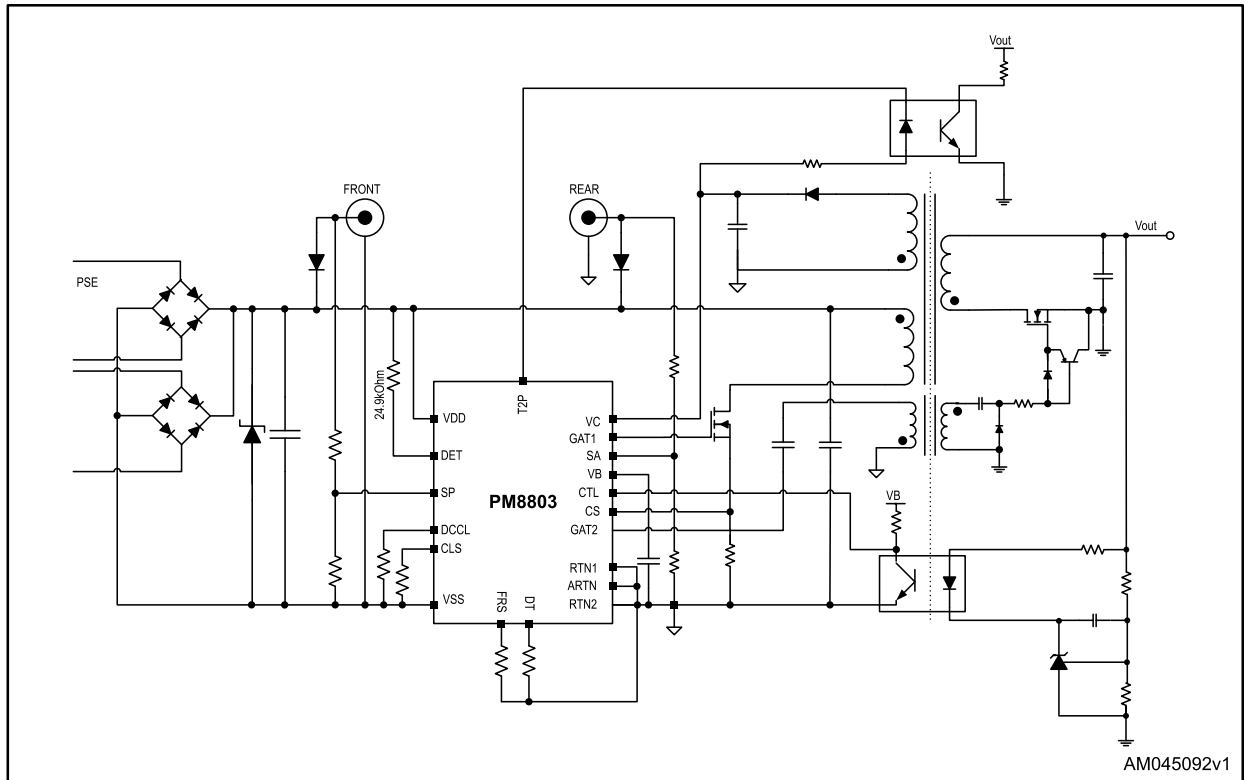 Vout
FRONT
REAR
Vout
PSE
24.9kOhm
T2P
VDD
DET
SP
DCCL
CLS
VSS
PM8803
VC
GAT1
SA
VB
CTL
CS
GAT2
RTN1
ARTN
RTN2
FRS
DT
VB
AM045092v1